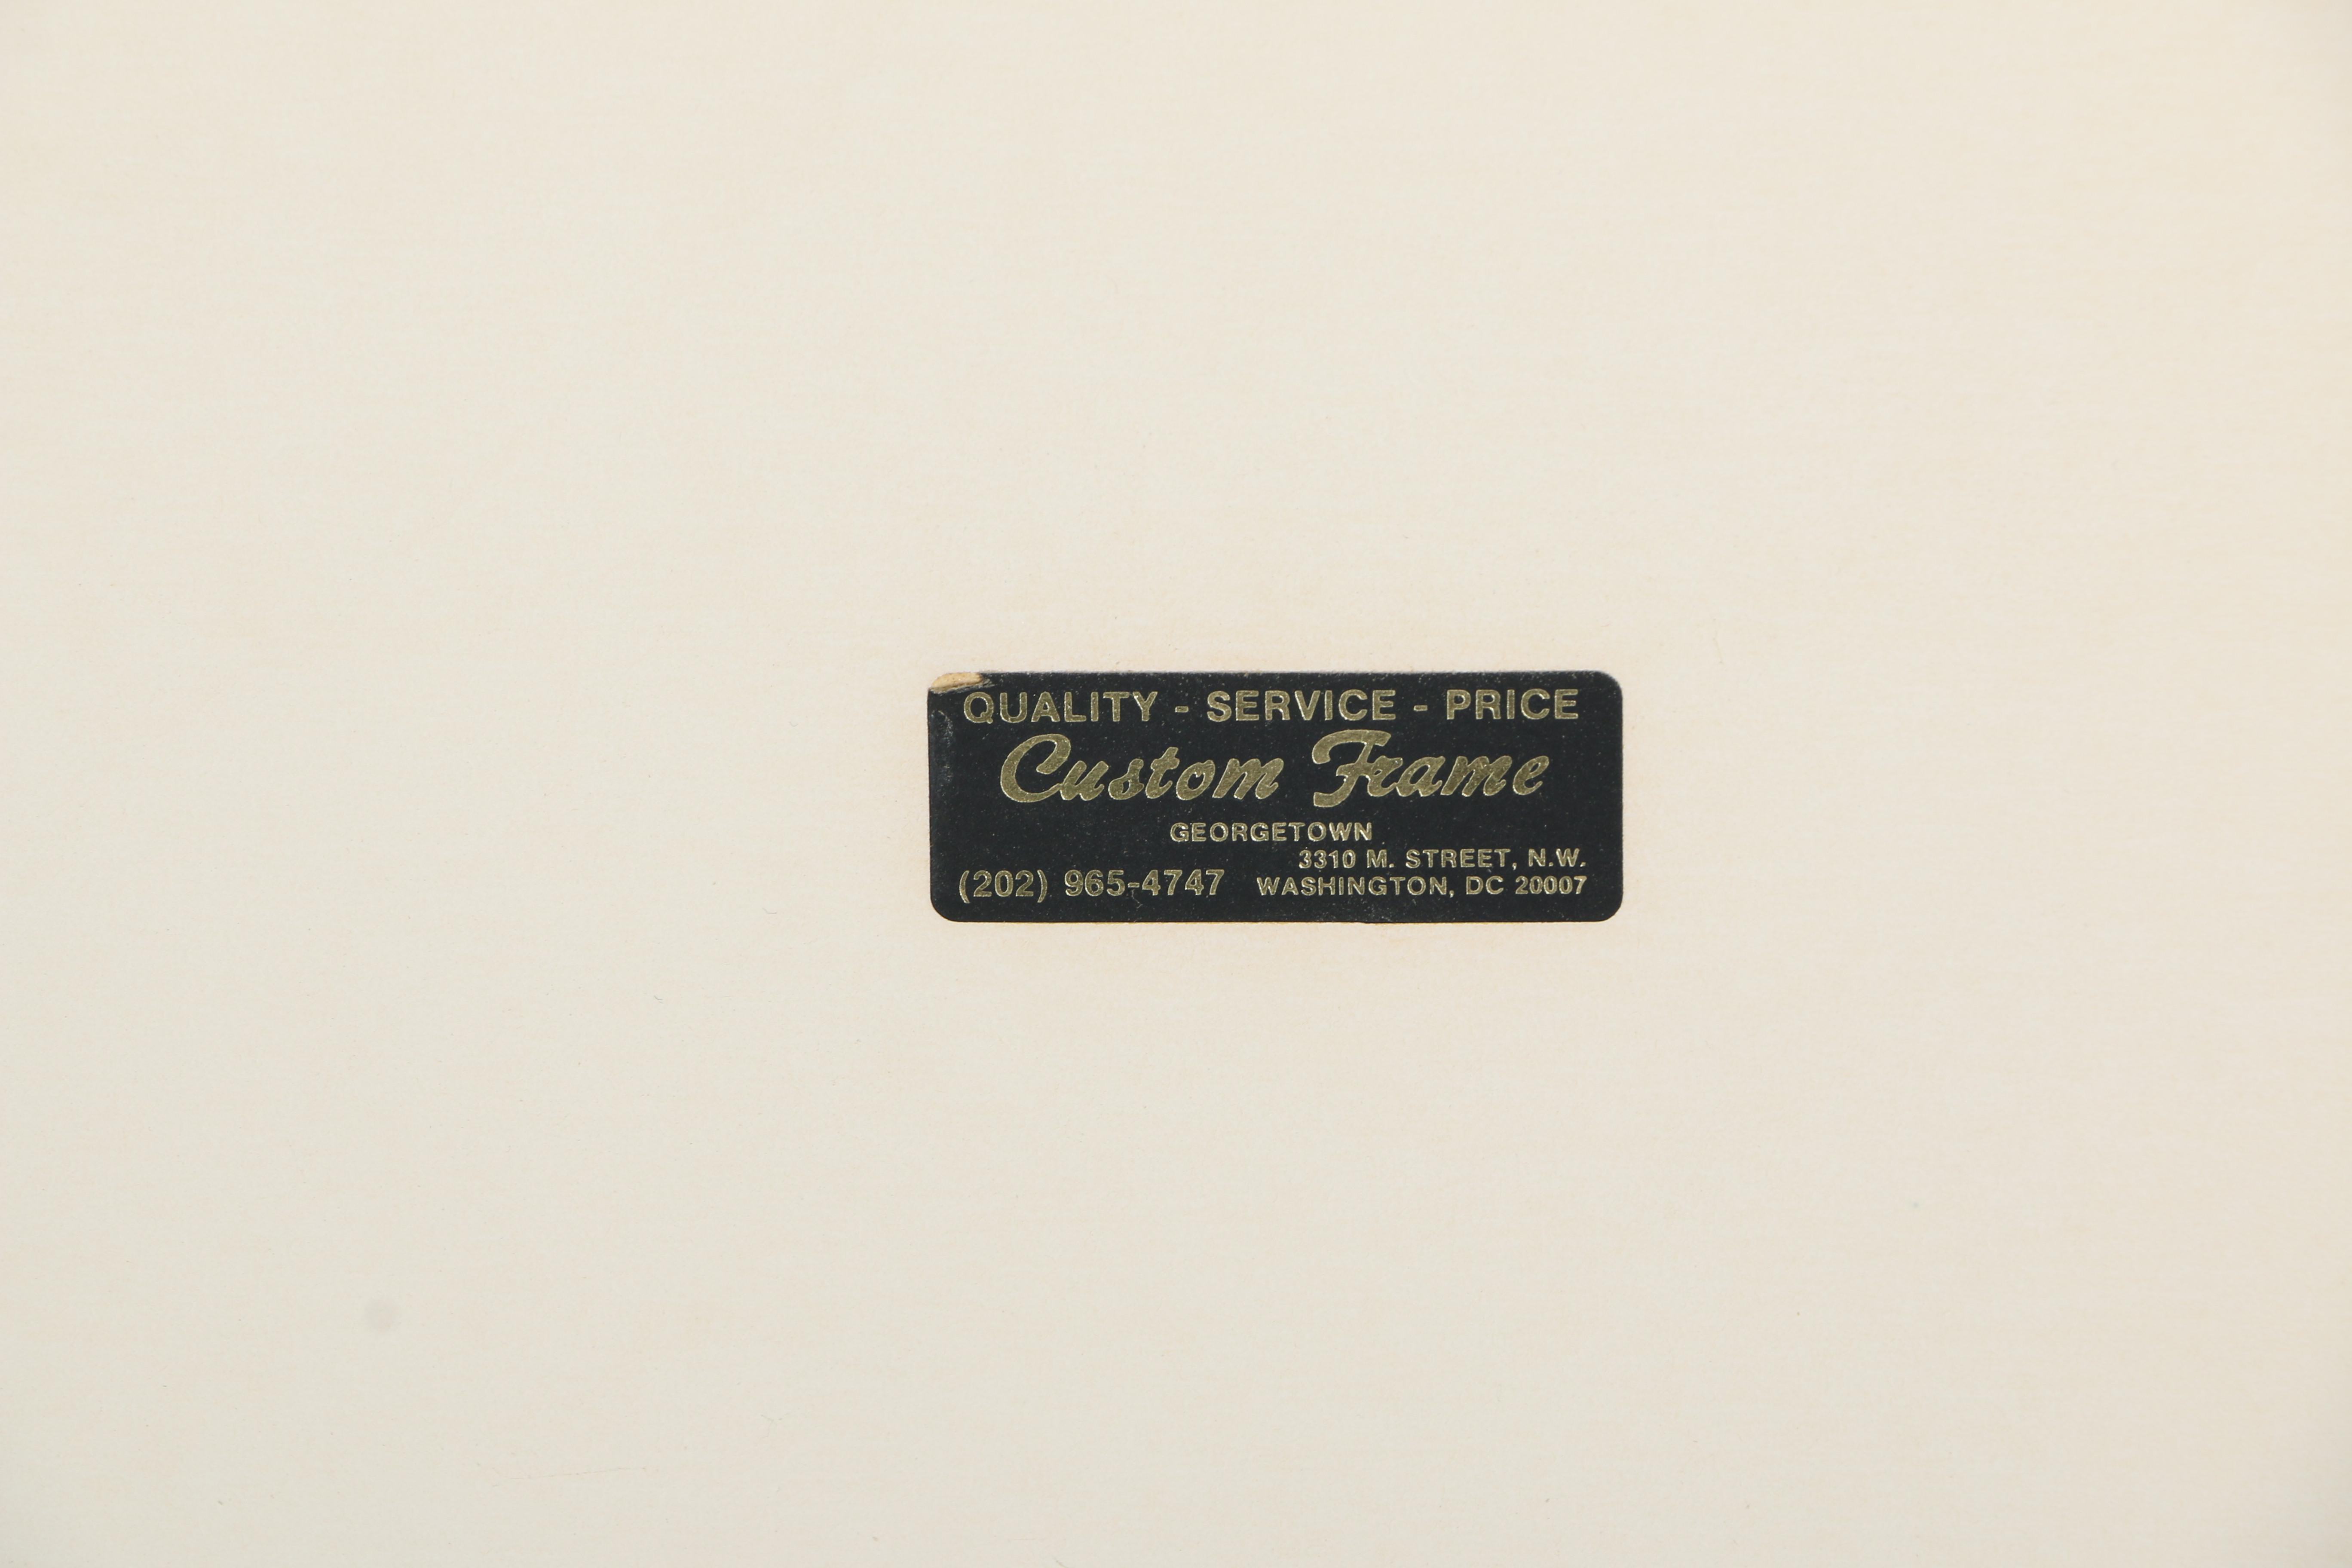 QUALITY - SERVICE - PRICE
Custom Frame
GEORGETOWN
3310 M. STREET, N.W.
(202) 965-4747 WASHINGTON, DC 20007